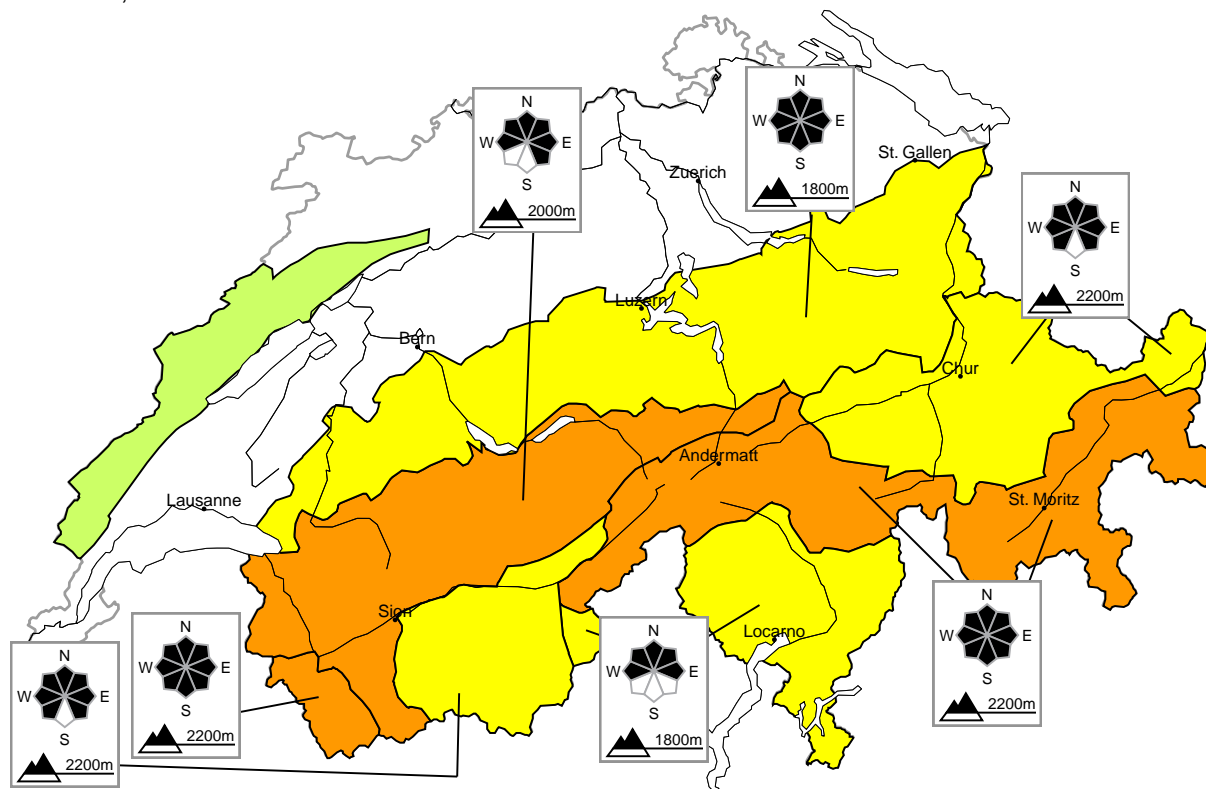 N
W E
S
2000m
N
W E
S
1800m
N
W E
S
2200m
St. Gallen
Zuerich
Luzern
Bern
Chur
Andermatt
Lausanne
St. Moritz
Sion
Locarno
N
W E
S
2200m
N
W E
S
2200m
N
W E
S
1800m
N
W E
S
2200m